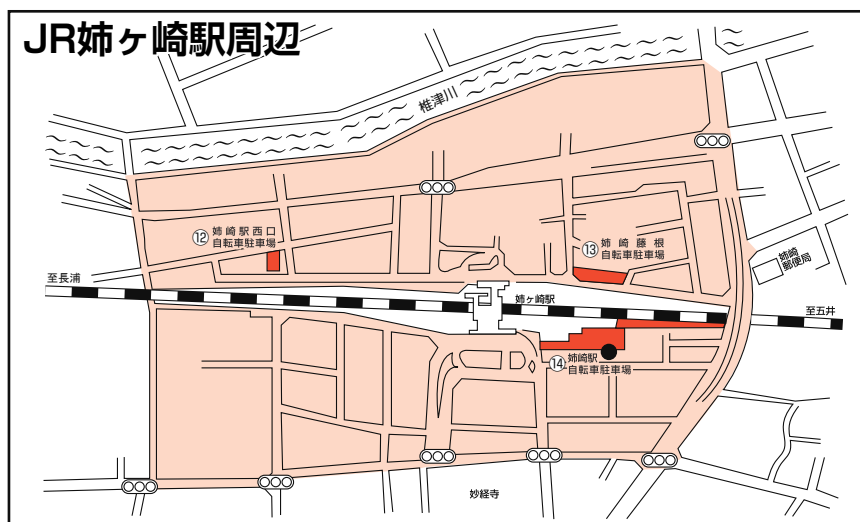 JR姉ヶ崎駅周辺
椎津川
⑫ 姉崎駅西口
自転車駐車場
⑬ 姉崎藤根
自転車駐車場
姉崎
郵便局
至長浦
姉ヶ崎駅
至五井
⑭ 姉崎駅
自転車駐車場
妙経寺